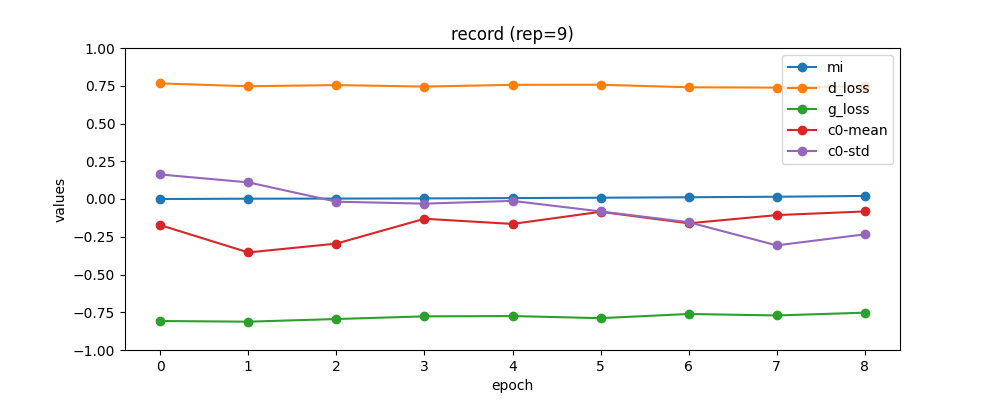 record (rep=9)
1.00
0.75
0.50
0.25
0.00
−0.25
−0.50
−0.75
−1.00
values
mi
d_loss
g_loss
c0-mean
c0-std
0 1 2 3 4 5 6 7 8
epoch